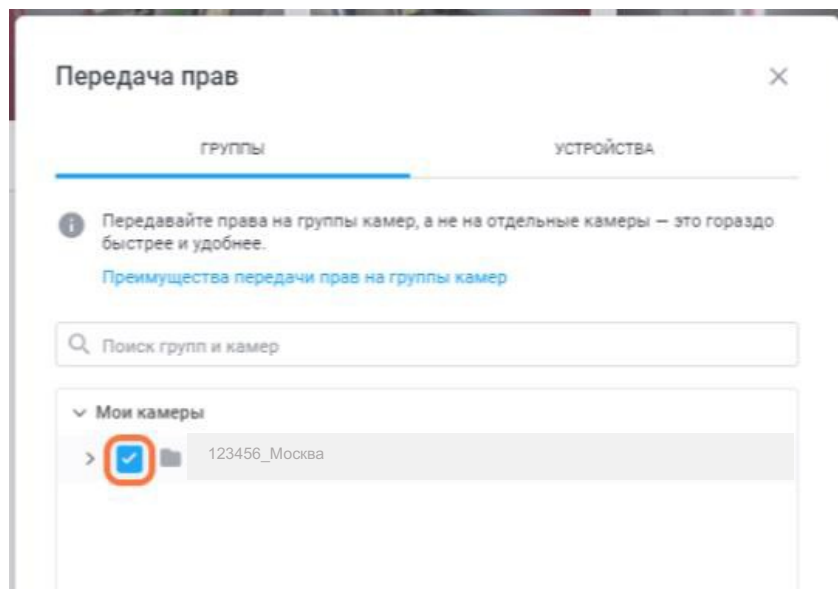 Передача прав
ГРУППЫ
УСТРОЙСТВА
Передавайте права на группы камер, а не на отдельные камеры — это гораздо
быстрее и удобнее.
Преимущества передачи прав на группы камер
Поиск групп и камер
Мои камеры
123456_Москва